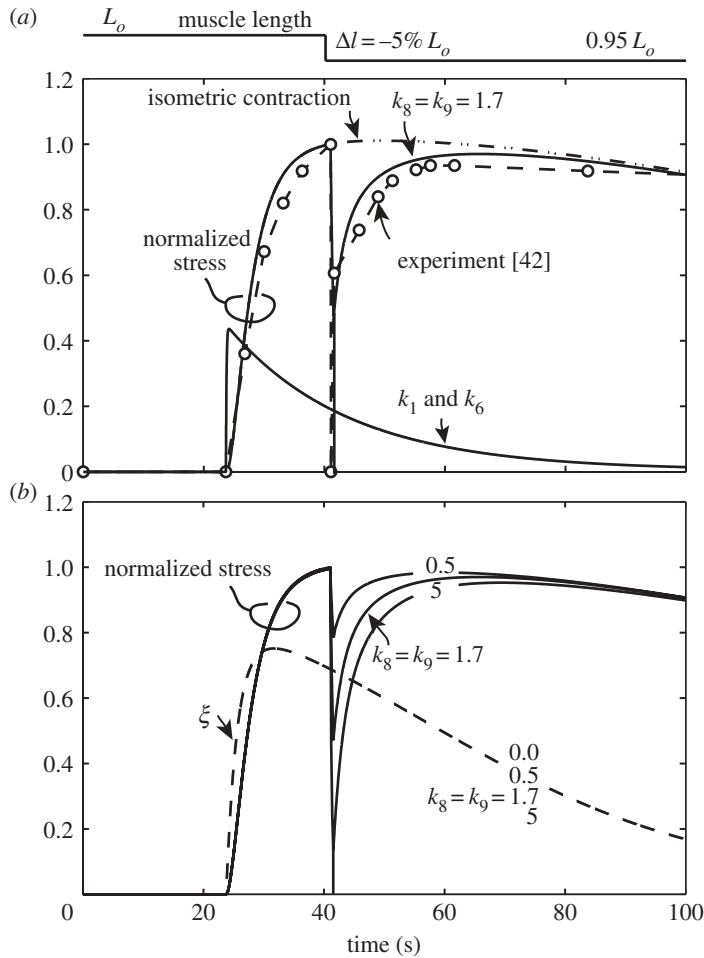 (a)
L_o muscle length
Δl = –5% L_o 0.95 L_o
1.2
1.0
0.8
0.6
0.4
0.2
0
isometric contraction
k_8 = k_9 = 1.7
normalized
stress
experiment [42]
k_1 and k_6
(b)
1.2
1.0
0.8
0.6
0.4
0.2
normalized stress
0.5
5
k_8 = k_9 = 1.7
ξ
0.0
0.5
k_8 = k_9 = 1.7
5
0 20 40 60 80 100
time (s)